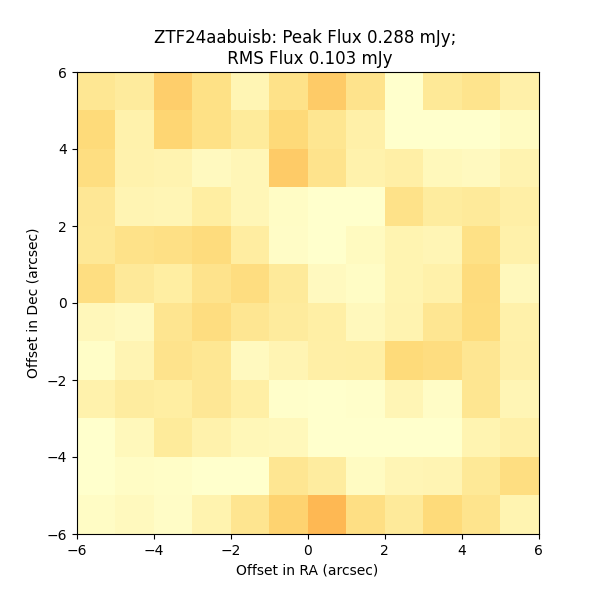 ZTF24aabuisb: Peak Flux 0.288 mJy;
RMS Flux 0.103 mJy
6
4
2
0
−2
−4
−6
Offset in Dec (arcsec)
−6 −4 −2 0 2 4 6
Offset in RA (arcsec)